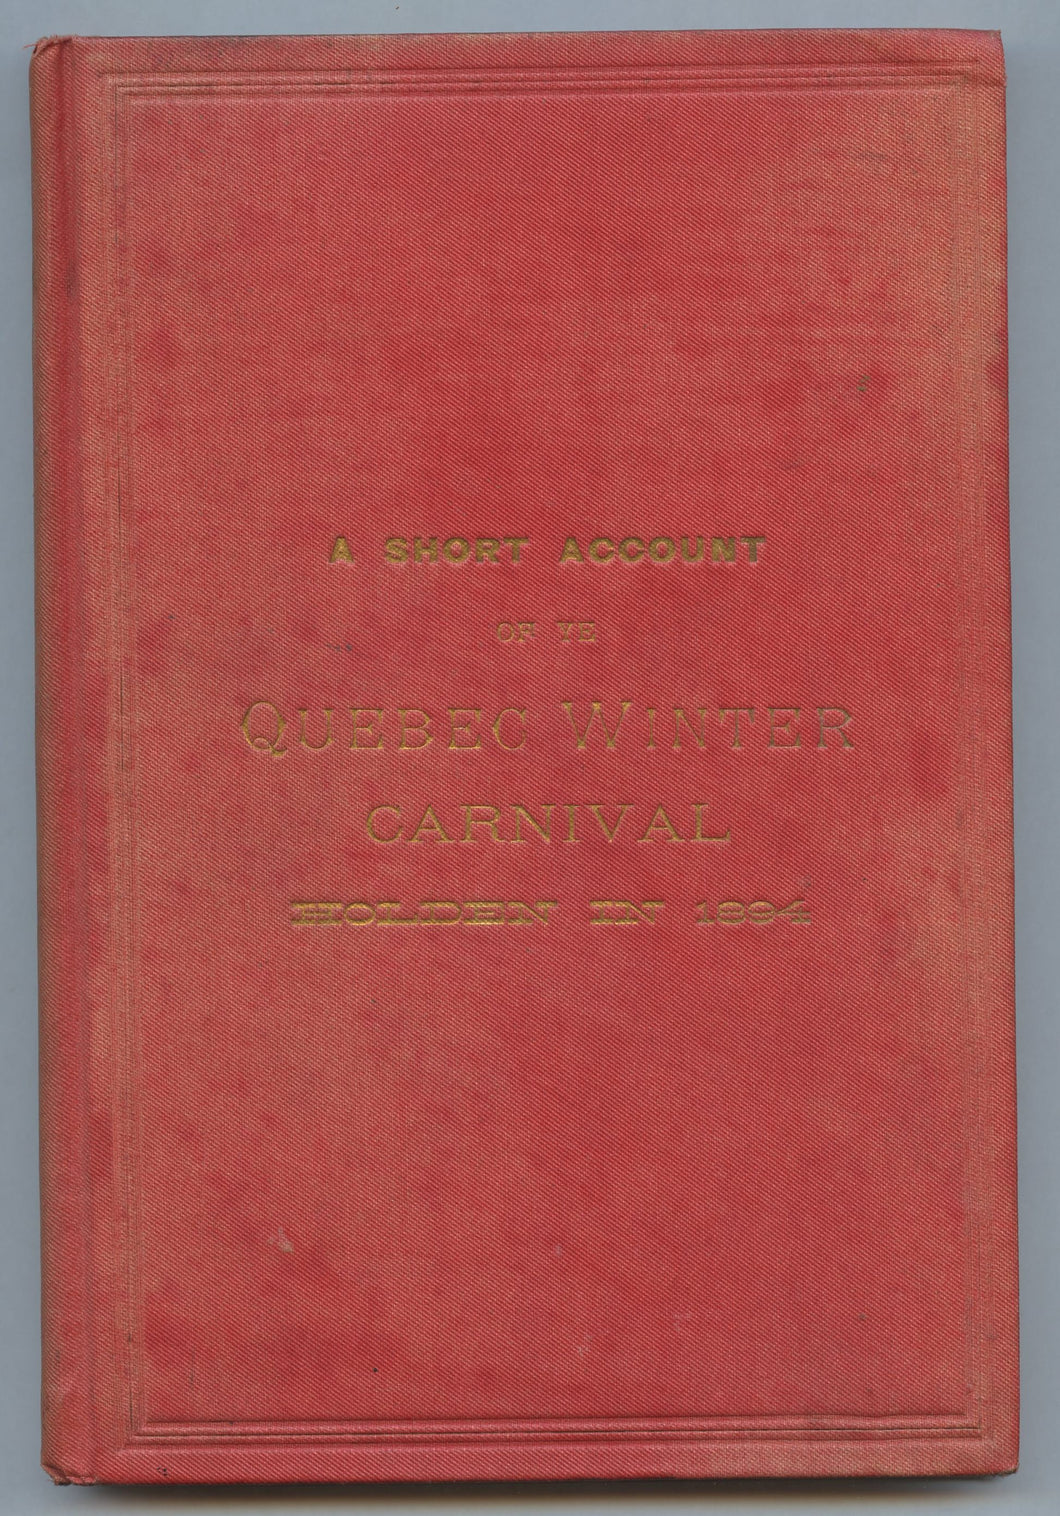 A SHORT ACCOUNT
OF YE
QUEBEC WINTER
CARNIVAL
HOLDEN IN 1894